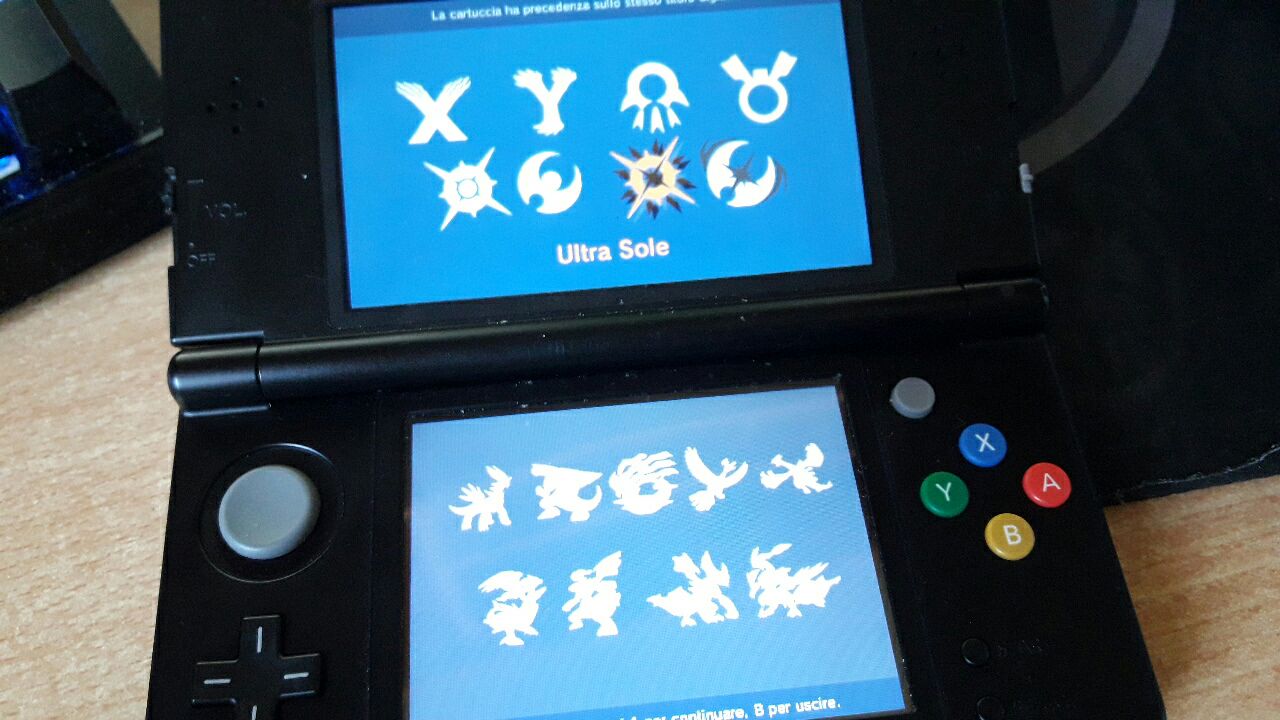 La cartuccia ha precedenza sullo stesso titolo
Ultra Sole
VOL.
OFF
X
Y
A
B
per continuare, B per uscire.